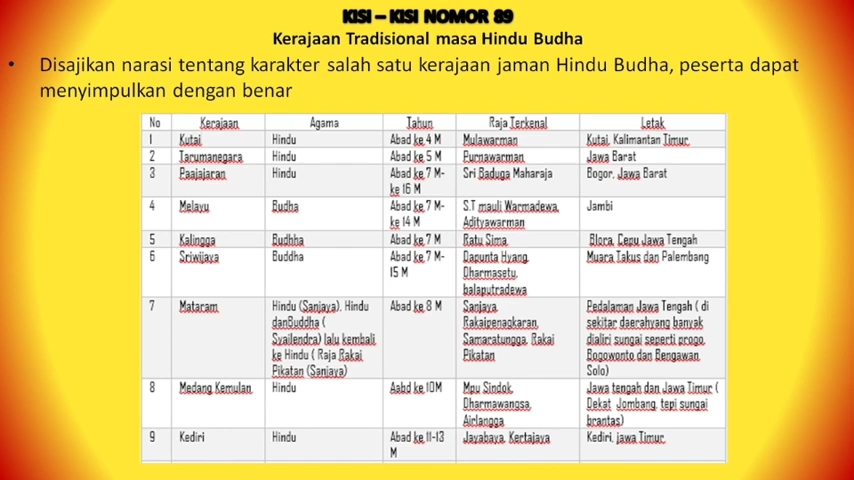 KISI – KISI NOMOR 89
Kerajaan Tradisional masa Hindu Budha
• Disajikan narasi tentang karakter salah satu kerajaan jaman Hindu Budha, peserta dapat
menyimpulkan dengan benar
No Kerajaan Agama Tahun Raja Terkenal Letak
1 Kutai Hindu Abad ke 4 M Mulawarman Kutai, Kalimantan Timur
2 Tarumanegara Hindu Abad ke 5 M Purnawarman Jawa Barat
3 Paajajaran Hindu Abad ke 7 M- Sri Baduga Maharaja Bogor, Jawa Barat
ke 16 M
4 Melayu Budha Abad ke 7 M- S.T mauli Warmadewa, Jambi
ke 14 M Adityawarman
5 Kalingga Budhha Abad ke 7 M Ratu Sima Blora, Cepu Jawa Tengah
6 Sriwijaya Buddha Abad ke 7 M- Dapunta Hyang, Muara Takus dan Palembang
15 M Dharmasetu,
balaputradewa
7 Mataram Hindu (Sanjaya), Hindu Abad ke 8 M Sanjaya, Pedalaman Jawa Tengah ( di
danBuddha ( Rakaipenagkaran, sekitar daerahyang banyak
Syailendra) lalu kembali Samaratungga, Rakai dialiri sungai seperti progo,
ke Hindu ( Raja Rakai Pikatan Bogowonto dan Bengawan
Pikatan (Sanjaya) Solo)
8 Medang Kemulan Hindu Aabd ke 10M Mpu Sindok, Jawa tengah dan Jawa Timur (
Dharmawangsa, Dekat Jombang, tepi sungai
Airlangga brantas)
9 Kediri Hindu Abad ke 11-13 Jayabaya, Kertajaya Kediri, jawa Timur
M